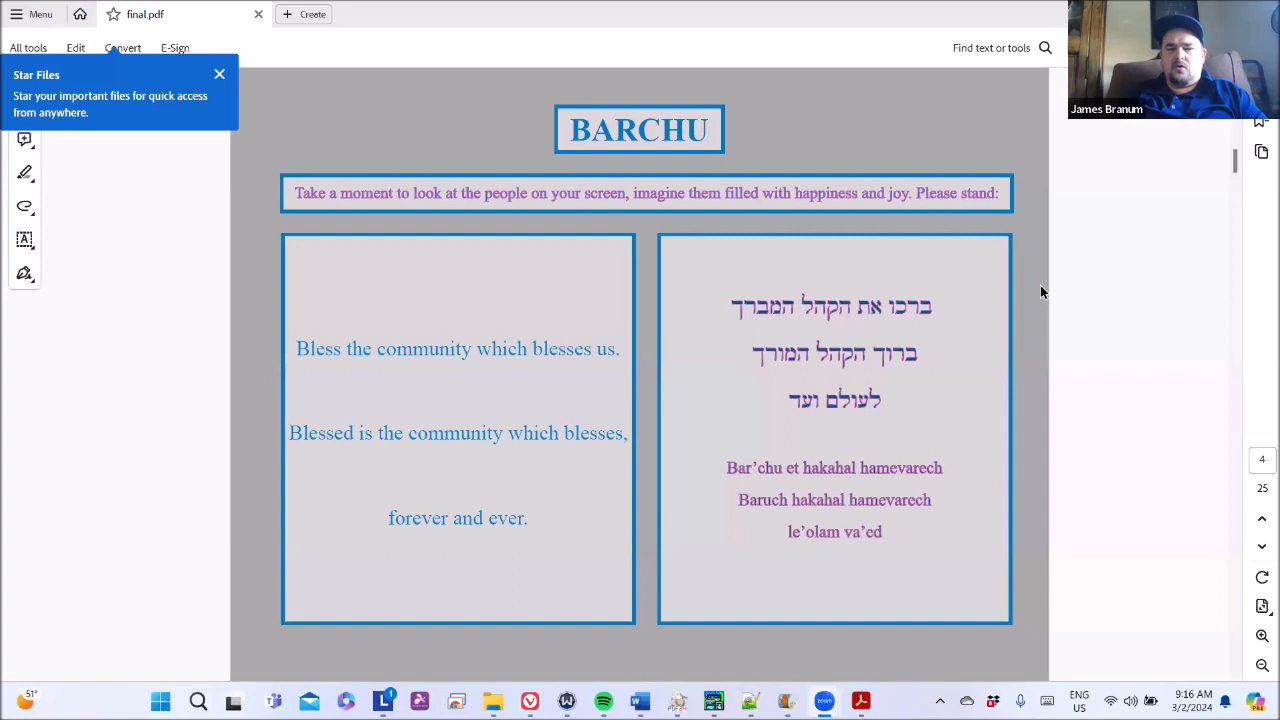 Menu
final.pdf
Create
All tools
Edit
Convert
E-Sign
Find text or tools
Star Files
Star your important files for quick access
from anywhere.
James Branum
BARCHU
Take a moment to look at the people on your screen, imagine them filled with happiness and joy. Please stand:
Bless the community which blesses us.
Blessed is the community which blesses,
forever and ever.
ברכו את הקהל המברך
ברוך הקהל המורך
לעולם ועד
Bar’chu et hakahal hamevarech
Baruch hakahal hamevarech
le’olam va’ed
4
25
51°
1
ENG
US
9:16 AM
3/2/2024